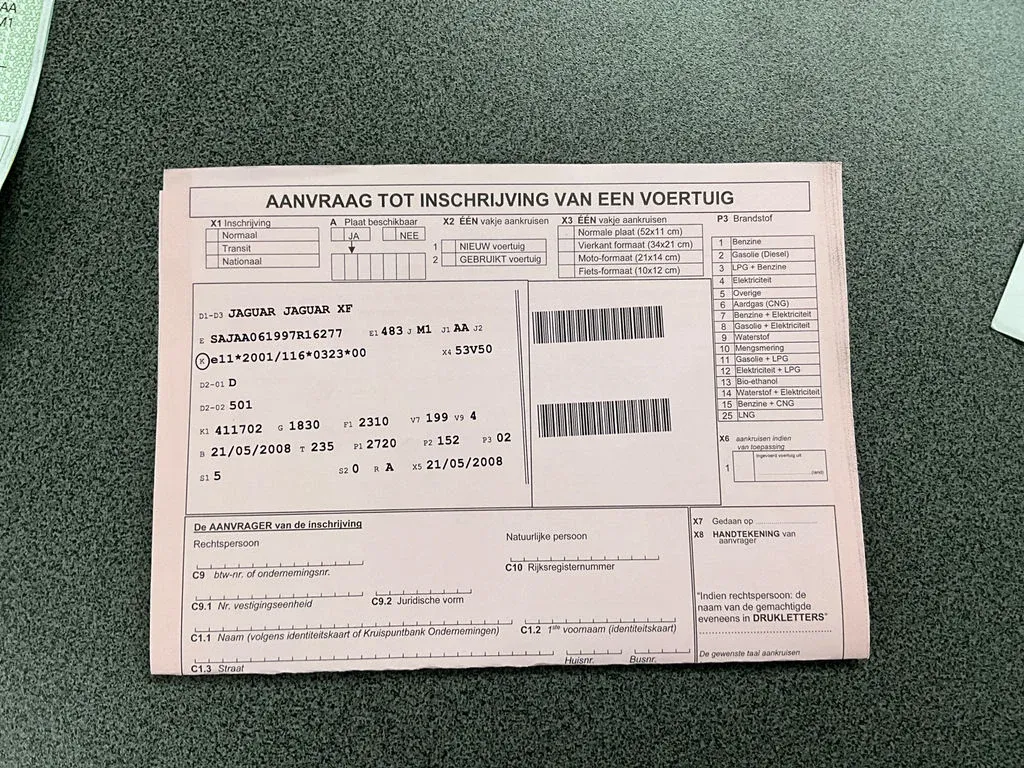 AA
M1
AANVRAAG TOT INSCHRIJVING VAN EEN VOERTUIG
X1 Inschrijving
Normaal
Transit
Nationaal
A Plaat beschikbaar
JA NEE
X2 ÉÉN vakje aankruisen
1 NIEUW voertuig
2 GEBRUIKT voertuig
X3 ÉÉN vakje aankruisen
Normale plaat (52x11 cm)
Vierkant formaat (34x21 cm)
Moto-formaat (21x14 cm)
Fiets-formaat (10x12 cm)
P3 Brandstof
1 Benzine
2 Gasolie (Diesel)
3 LPG + Benzine
4 Elektriciteit
5 Overige
6 Aardgas (CNG)
7 Benzine + Elektriciteit
8 Gasolie + Elektriciteit
9 Waterstof
10 Mengsmering
11 Gasolie + LPG
12 Elektriciteit + LPG
13 Bio-ethanol
14 Waterstof + Elektriciteit
15 Benzine + CNG
25 LNG
X6 aankruisen indien van toepassing
1 Ingevoerd voertuig uit
(land)
D1-D3 JAGUAR JAGUAR XF
E SAJAA061997R16277 E1 483 J M1 J1 AA J2
K e11*2001/116*0323*00 X4 53V50
D2-01 D
D2-02 501
K1 411702 G 1830 F1 2310 V7 199 V9 4
B 21/05/2008 T 235 P1 2720 P2 152 P3 02
S1 5 S2 0 R A X5 21/05/2008
De AANVRAGER van de inschrijving
Rechtspersoon
Natuurlijke persoon
C9 btw-nr. of ondernemingsnr.
C10 Rijksregisternummer
C9.1 Nr. vestigingseenheid
C9.2 Juridische vorm
C1.1 Naam (volgens identiteitskaart of Kruispuntbank Ondernemingen)
C1.2 1ste voornaam (identiteitskaart)
C1.3 Straat
Huisnr. Busnr.
X7 Gedaan op ....................
X8 HANDTEKENING van
aanvrager
"Indien rechtspersoon: de
naam van de gemachtigde
eveneens in DRUKLETTERS"
De gewenste taal aankruisen